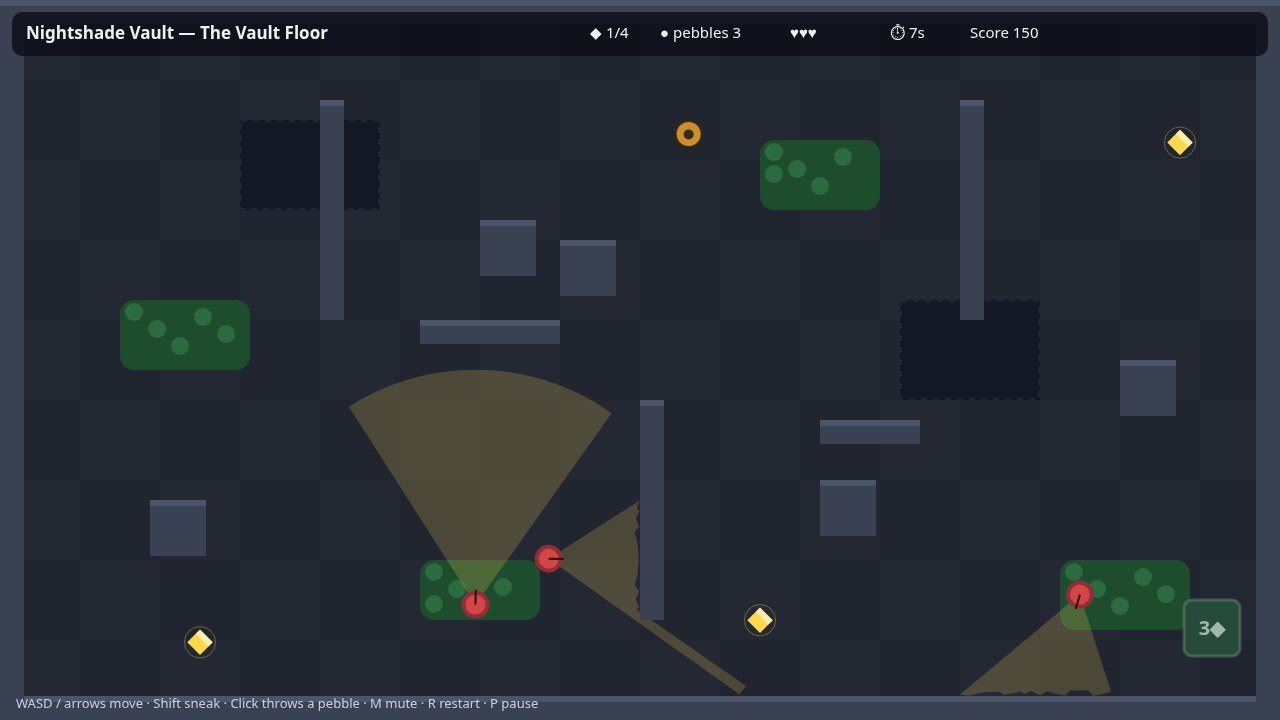 Nightshade Vault — The Vault Floor
◆ 1/4 ● pebbles 3 ♥♥♥ ⏱ 7s Score 150
3◆
WASD / arrows move · Shift sneak · Click throws a pebble · M mute · R restart · P pause